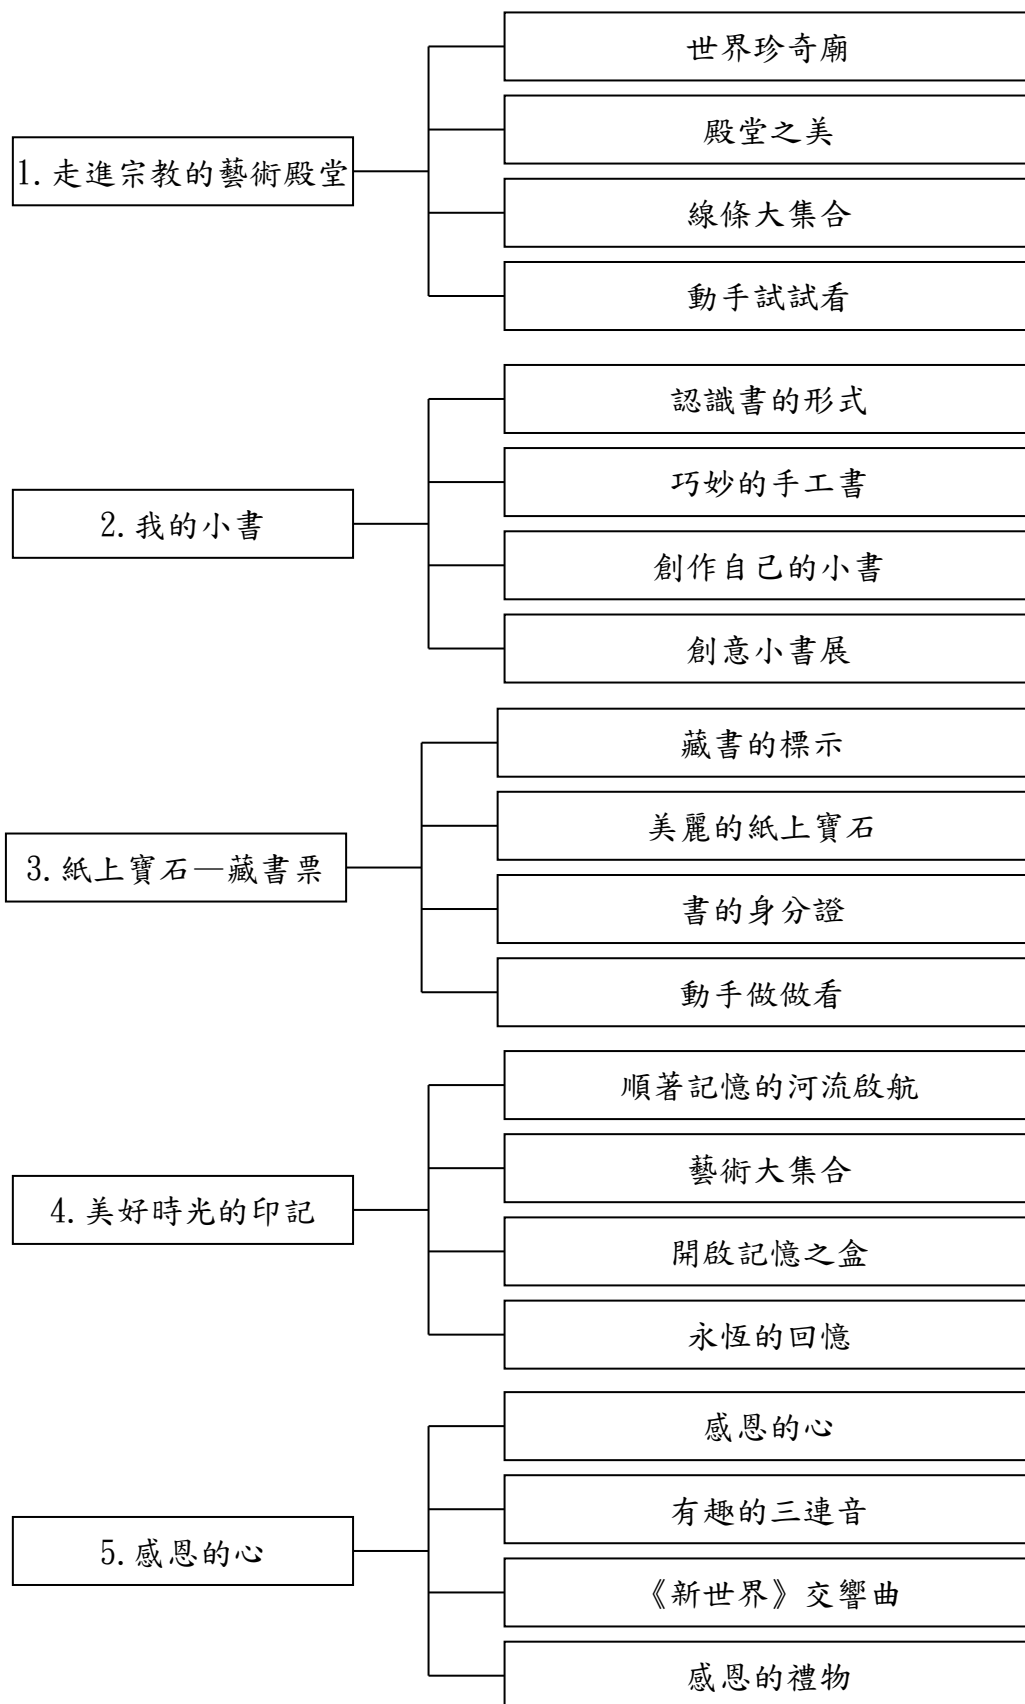 1.走進宗教的藝術殿堂
世界珍奇廟
殿堂之美
線條大集合
動手試試看
2.我的小書
認識書的形式
巧妙的手工書
創作自己的小書
創意小書展
3.紙上寶石—藏書票
藏書的標示
美麗的紙上寶石
書的身分證
動手做做看
4.美好時光的印記
順著記憶的河流啟航
藝術大集合
開啟記憶之盒
永恆的回憶
5.感恩的心
感恩的心
有趣的三連音
《新世界》交響曲
感恩的禮物